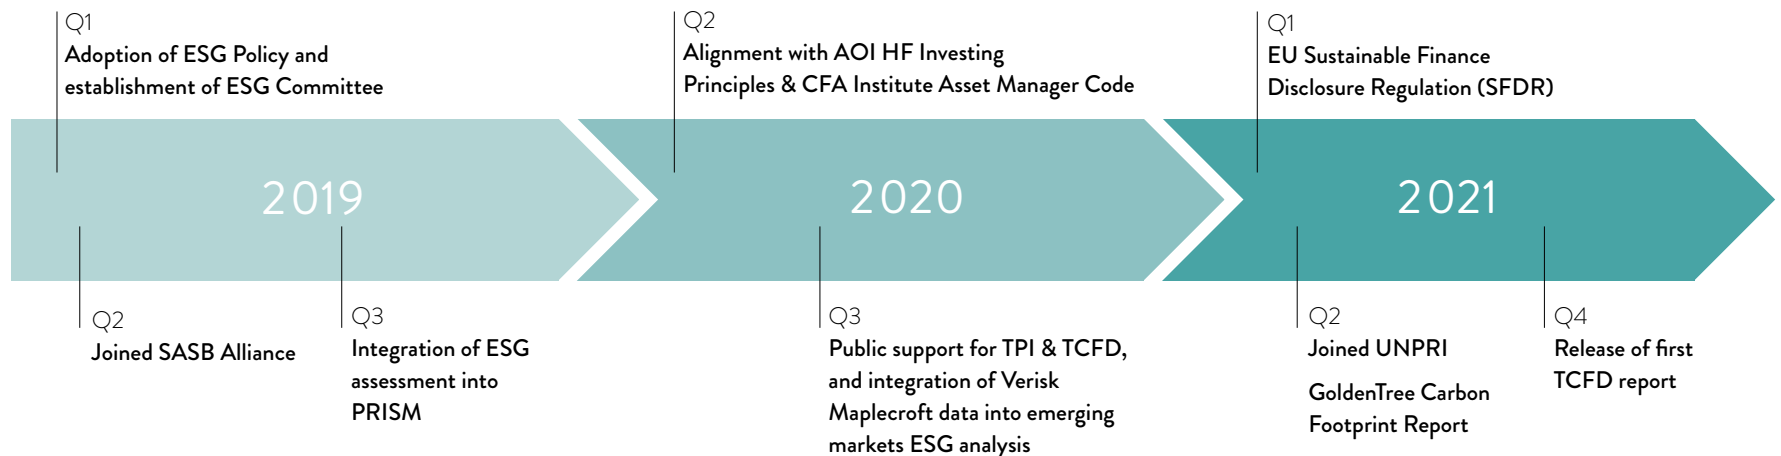 Q1
Adoption of ESG Policy and
establishment of ESG Committee
2019
Q2
Joined SASB Alliance
Q3
Integration of ESG
assessment into
PRISM
Q2
Alignment with AOI HF Investing
Principles & CFA Institute Asset Manager Code
2020
Q3
Public support for TPI & TCFD,
and integration of Verisk
Maplecroft data into emerging
markets ESG analysis
Q1
EU Sustainable Finance
Disclosure Regulation (SFDR)
2021
Q2
Joined UNPRI
GoldenTree Carbon
Footprint Report
Q4
Release of first
TCFD report